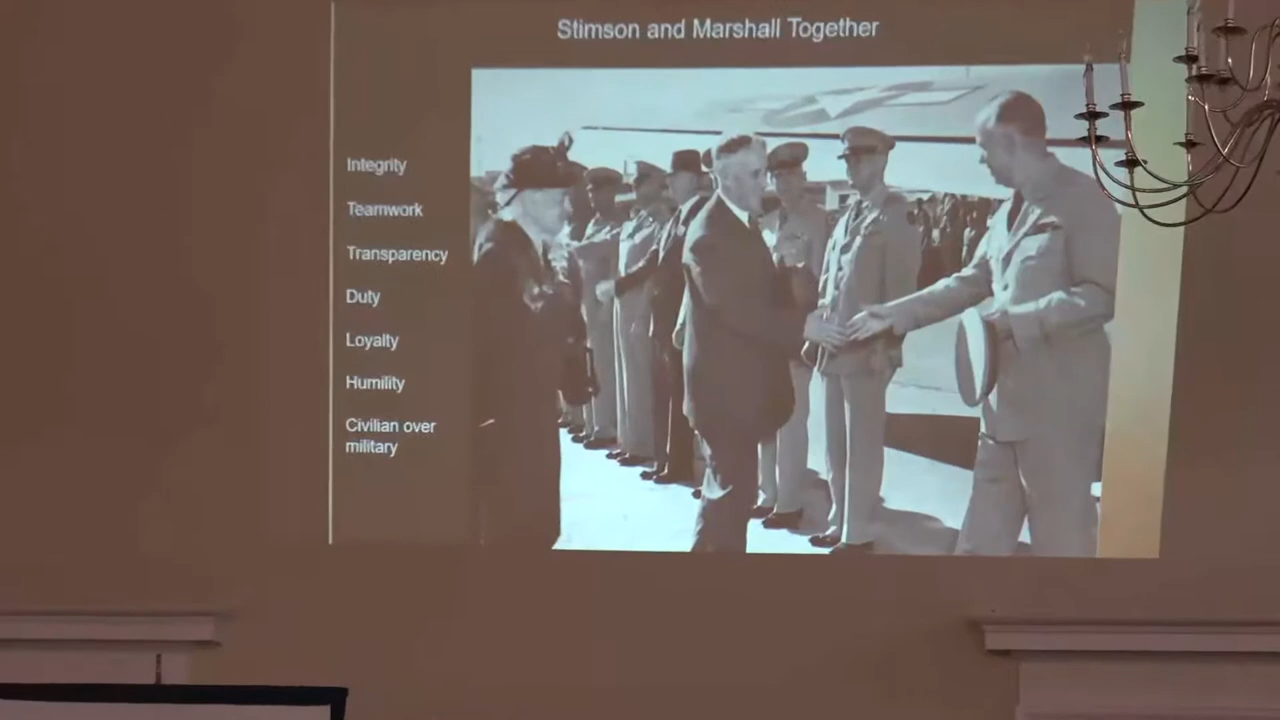 Stimson and Marshall Together
Integrity
Teamwork
Transparency
Duty
Loyalty
Humility
Civilian over
military